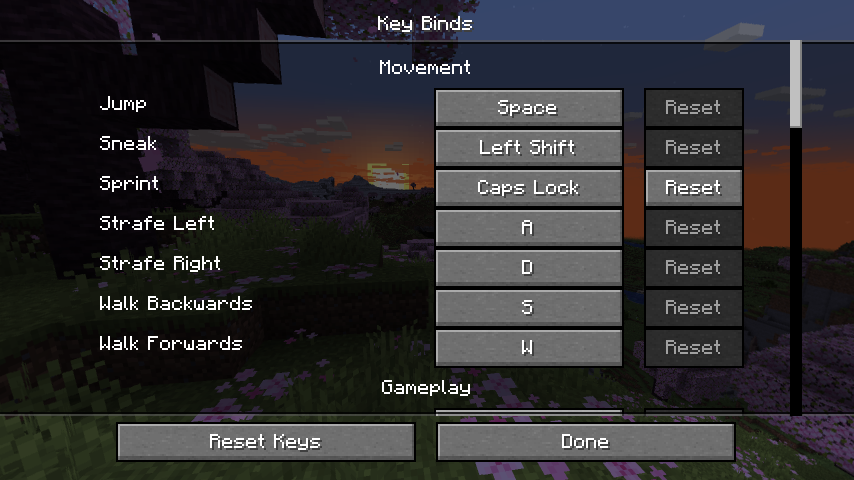 Key Binds
Movement
Jump Space Reset
Sneak Left Shift Reset
Sprint Caps Lock Reset
Strafe Left A Reset
Strafe Right D Reset
Walk Backwards S Reset
Walk Forwards W Reset
Gameplay
Reset Keys Done